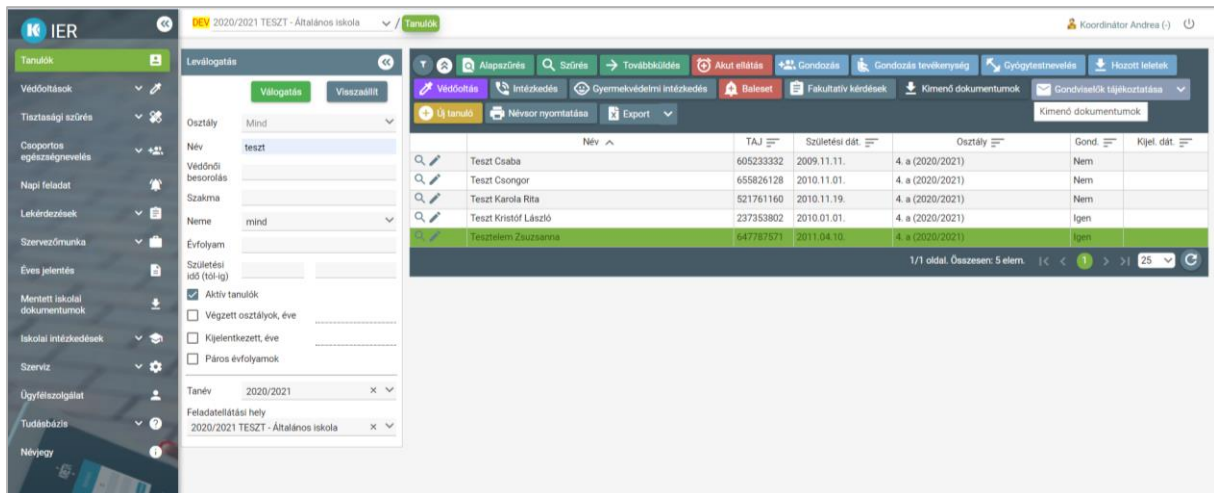 IER
DEV 2020/2021 TESZT - Általános iskola / Tanulók
Koordinátor Andrea (-)
Tanulók
Védőoltások
Tisztasági szűrés
Csoportos
egészségnevelés
Napi feladat
Lekérdezések
Szervezőmunka
Éves jelentés
Mentett iskolai
dokumentumok
Iskolai intézkedések
Szerviz
Ügyfélszolgálat
Tudásbázis
Névjegy
Leválogatás
Válogatás Visszaállít
Osztály Mind
Név teszt
Védőnői
besorolás
Szakma
Neme mind
Évfolyam
Születési
idő (tól-ig)
Aktív tanulók
Végzett osztályok, éve
Kijelentkezett, éve
Páros évfolyamok
Tanév 2020/2021
Feladatellátási hely
2020/2021 TESZT - Általános iskola
Alapszűrés Szűrés Továbbküldés Akut ellátás Gondozás Gondozás tevékenység Gyógytestnevelés Hozott leletek
Védőoltás Intézkedés Gyermekvédelmi intézkedés Baleset Fakultatív kérdések Kimenő dokumentumok Gondviselők tájékoztatása
Új tanuló Névsor nyomtatása Export Kimenő dokumentumok
Név TAJ Születési dát. Osztály Gond. Kijel. dát.
Teszt Csaba 605233332 2009.11.11. 4. a (2020/2021) Nem
Teszt Csongor 655826128 2010.11.01. 4. a (2020/2021) Nem
Teszt Karola Rita 521761160 2010.11.19. 4. a (2020/2021) Nem
Teszt Kristóf László 237353802 2010.01.01. 4. a (2020/2021) Igen
Tesztelem Zsuzsanna 647787571 2011.04.10. 4. a (2020/2021) Igen
1/1 oldal. Összesen: 5 elem. 1 25